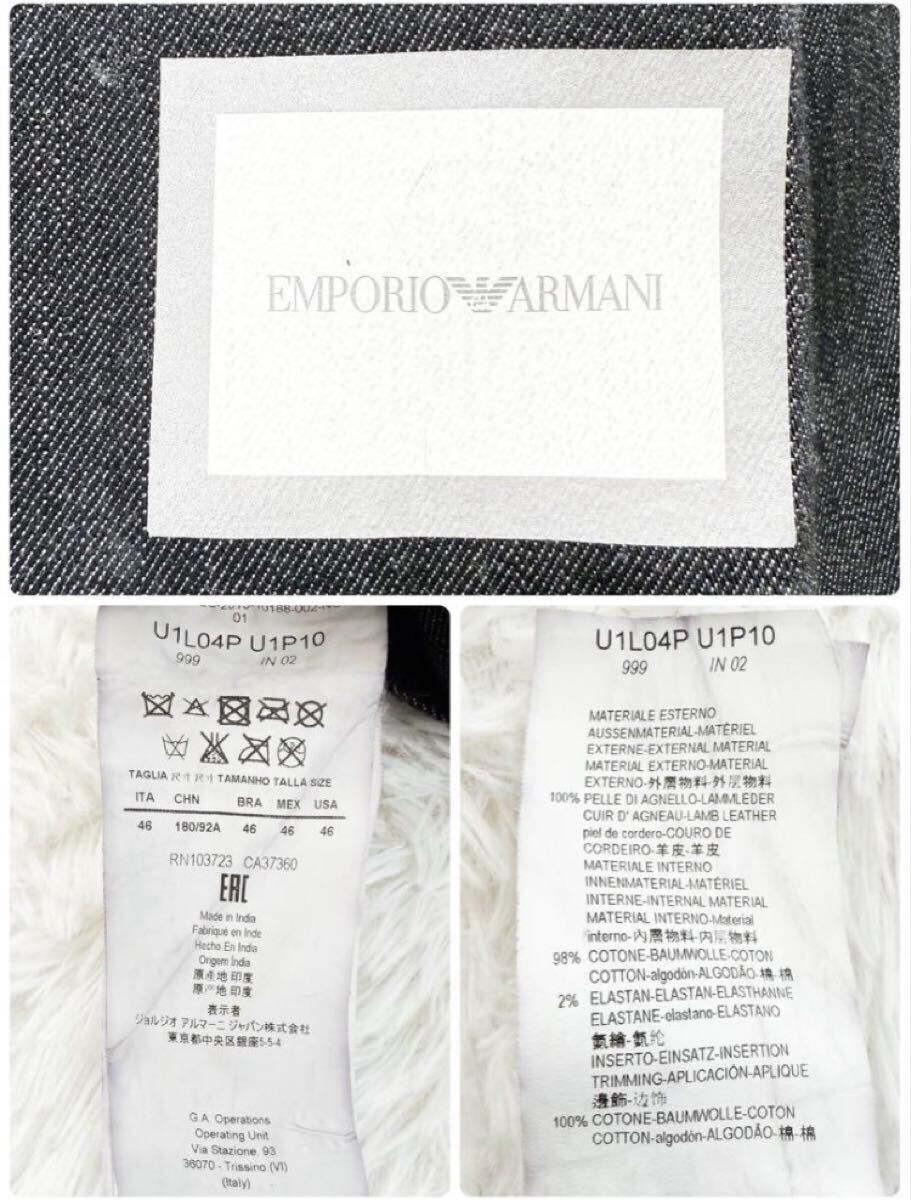 EMPORIO ARMANI
01
U1L04P U1P10
999 IN 02
TAGLIA 尺寸 尺寸 TAMANHO TALLA SIZE
ITA CHN BRA MEX USA
46 180/92A 46 46 46
RN103723 CA37360
EAC
Made in India
Fabriqué en Inde
Hecho En India
Origem Índia
原產地 印度
原产地 印度
表示者
ジョルジオ アルマーニ ジャパン株式会社
東京都中央区銀座5-5-4
G.A. Operations
Operating Unit
Via Stazione, 93
36070 - Trissino (VI)
(Italy)
U1L04P U1P10
999 IN 02
MATERIALE ESTERNO
AUSSENMATERIAL-MATÉRIEL
EXTERNE-EXTERNAL MATERIAL
MATERIAL EXTERNO-MATERIAL
EXTERNO-外層物料-外层物料
100% PELLE DI AGNELLO-LAMMLEDER
CUIR D'AGNEAU-LAMB LEATHER
piel de cordero-COURO DE
CORDEIRO-羊皮-羊皮
MATERIALE INTERNO
INNENMATERIAL-MATÉRIEL
INTERNE-INTERNAL MATERIAL
MATERIAL INTERNO-Material
interno-內層物料-内层物料
98% COTONE-BAUMWOLLE-COTON
COTTON-algodón-ALGODÃO-棉-棉
2% ELASTAN-ELASTAN-ELASTHANNE
ELASTANE-elastano-ELASTANO
氨綸-氨纶
INSERTO-EINSATZ-INSERTION
TRIMMING-APLICACIÓN-APLIQUE
邊飾-边饰
100% COTONE-BAUMWOLLE-COTON
COTTON-algodón-ALGODÃO-棉-棉